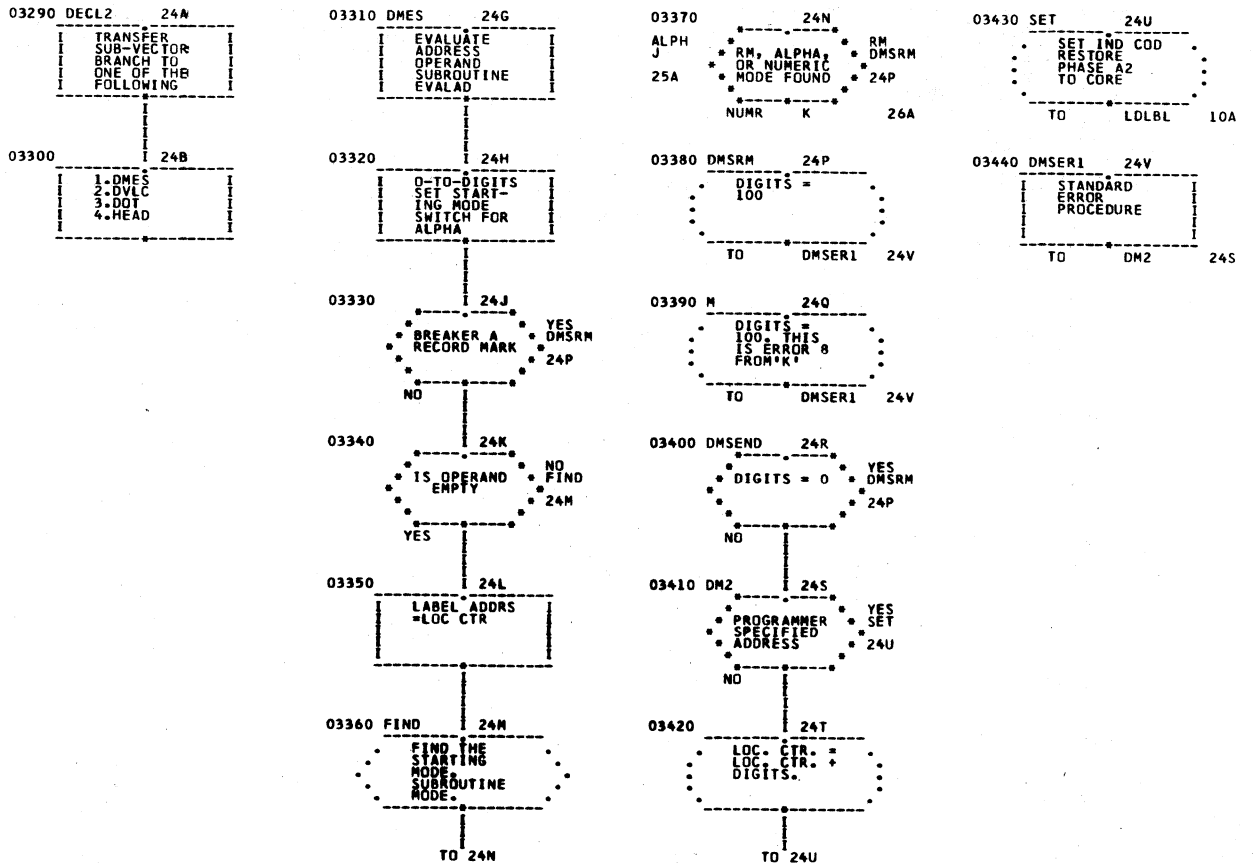 03290 DECL2 24A
TRANSFER
SUB-VECTOR
BRANCH TO
ONE OF THB
FOLLOWING
03300 24B
1.DMES
2.DVLC
3.DOT
4.HEAD
03310 DMES 24G
EVALUATE
ADDRESS
OPERAND
SUBROUTINE
EVALAD
03320 24H
0-TO-DIGITS
SET START-
ING MODE
SWITCH FOR
ALPHA
03330 24J
BREAKER A
RECORD MARK
YES
DMSRM
24P
NO
03340 24K
IS OPERAND
EMPTY
NO
FIND
24M
YES
03350 24L
LABEL ADDRS
=LOC CTR
03360 FIND 24M
FIND THE
STARTING
MODE.
SUBROUTINE
MODE.
TO 24N
03370 24N
ALPH
J
25A
RM, ALPHA,
OR NUMERIC
MODE FOUND
RM
DMSRM
24P
NUMR K 26A
03380 DMSRM 24P
DIGITS =
100
TO DMSER1 24V
03390 M 24Q
DIGITS =
100. THIS
IS ERROR 8
FROM'K'
TO DMSER1 24V
03400 DMSEND 24R
DIGITS = 0
YES
DMSRM
24P
NO
03410 DM2 24S
PROGRAMMER
SPECIFIED
ADDRESS
YES
SET
24U
NO
03420 24T
LOC. CTR. =
LOC. CTR. +
DIGITS.
TO 24U
03430 SET 24U
SET IND COD
RESTORE
PHASE A2
TO CORE
TO LDLBL 10A
03440 DMSER1 24V
STANDARD
ERROR
PROCEDURE
TO DM2 24S